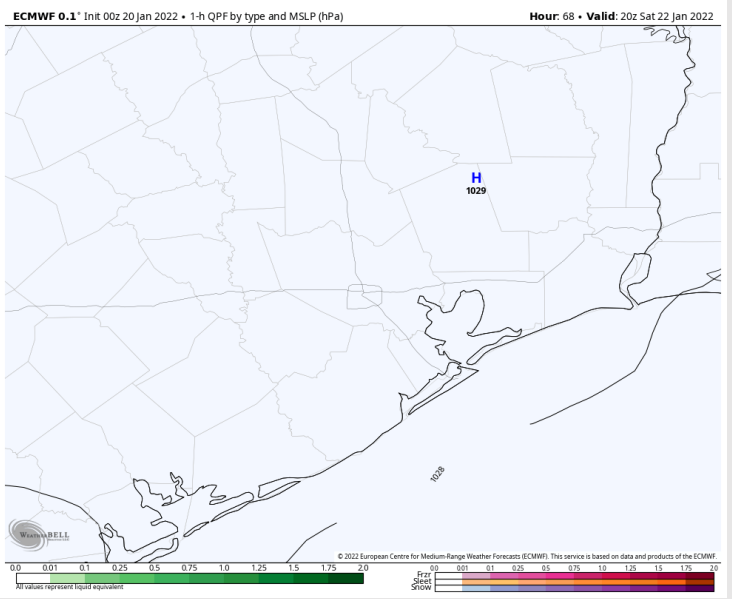 ECMWF 0.1° Init 00z 20 Jan 2022 • 1-h QPF by type and MSLP (hPa)
Hour: 68 • Valid: 20z Sat 22 Jan 2022
H
1029
1028
WeatherBELL
© 2022 European Centre for Medium-Range Weather Forecasts (ECMWF). This service is based on data and products of the ECMWF.
0.0 0.01 0.1 0.25 0.5 0.75 1.0 1.25 1.5 1.75 2.0
All values represent liquid equivalent
0.0 0.01 0.1 0.25 0.5 0.75 1.0 1.25 1.5 1.75 2.0
Frzr
Sleet
Snow